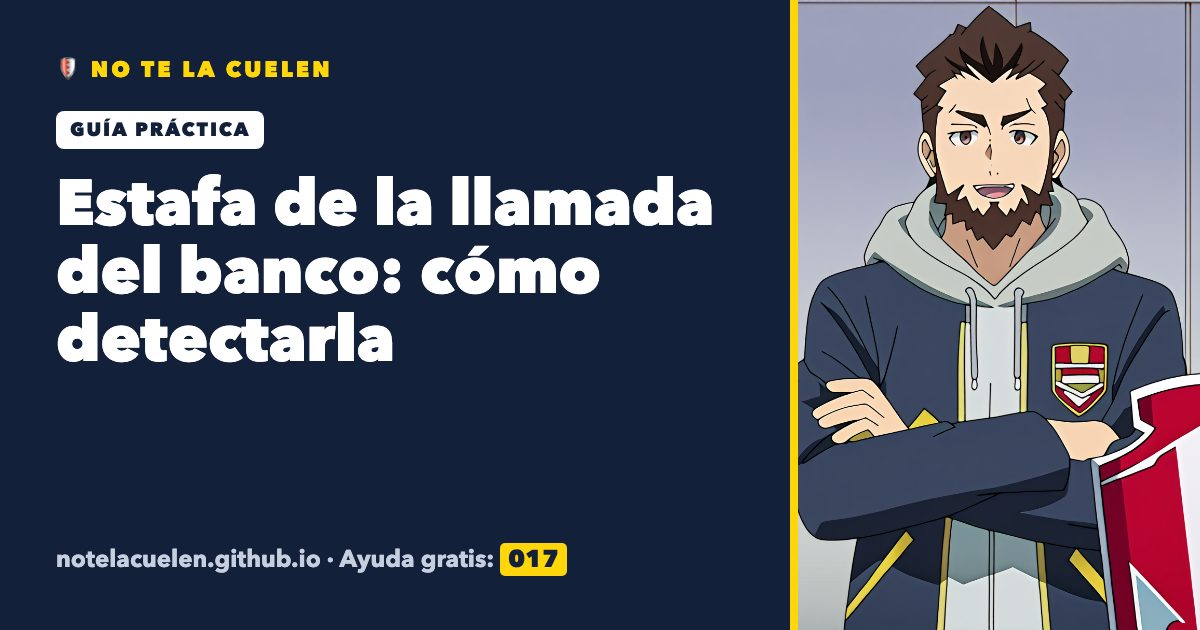 NO TE LA CUELEN
GUÍA PRÁCTICA
Estafa de la llamada
del banco: cómo
detectarla
notelacuelen.github.io · Ayuda gratis: 017